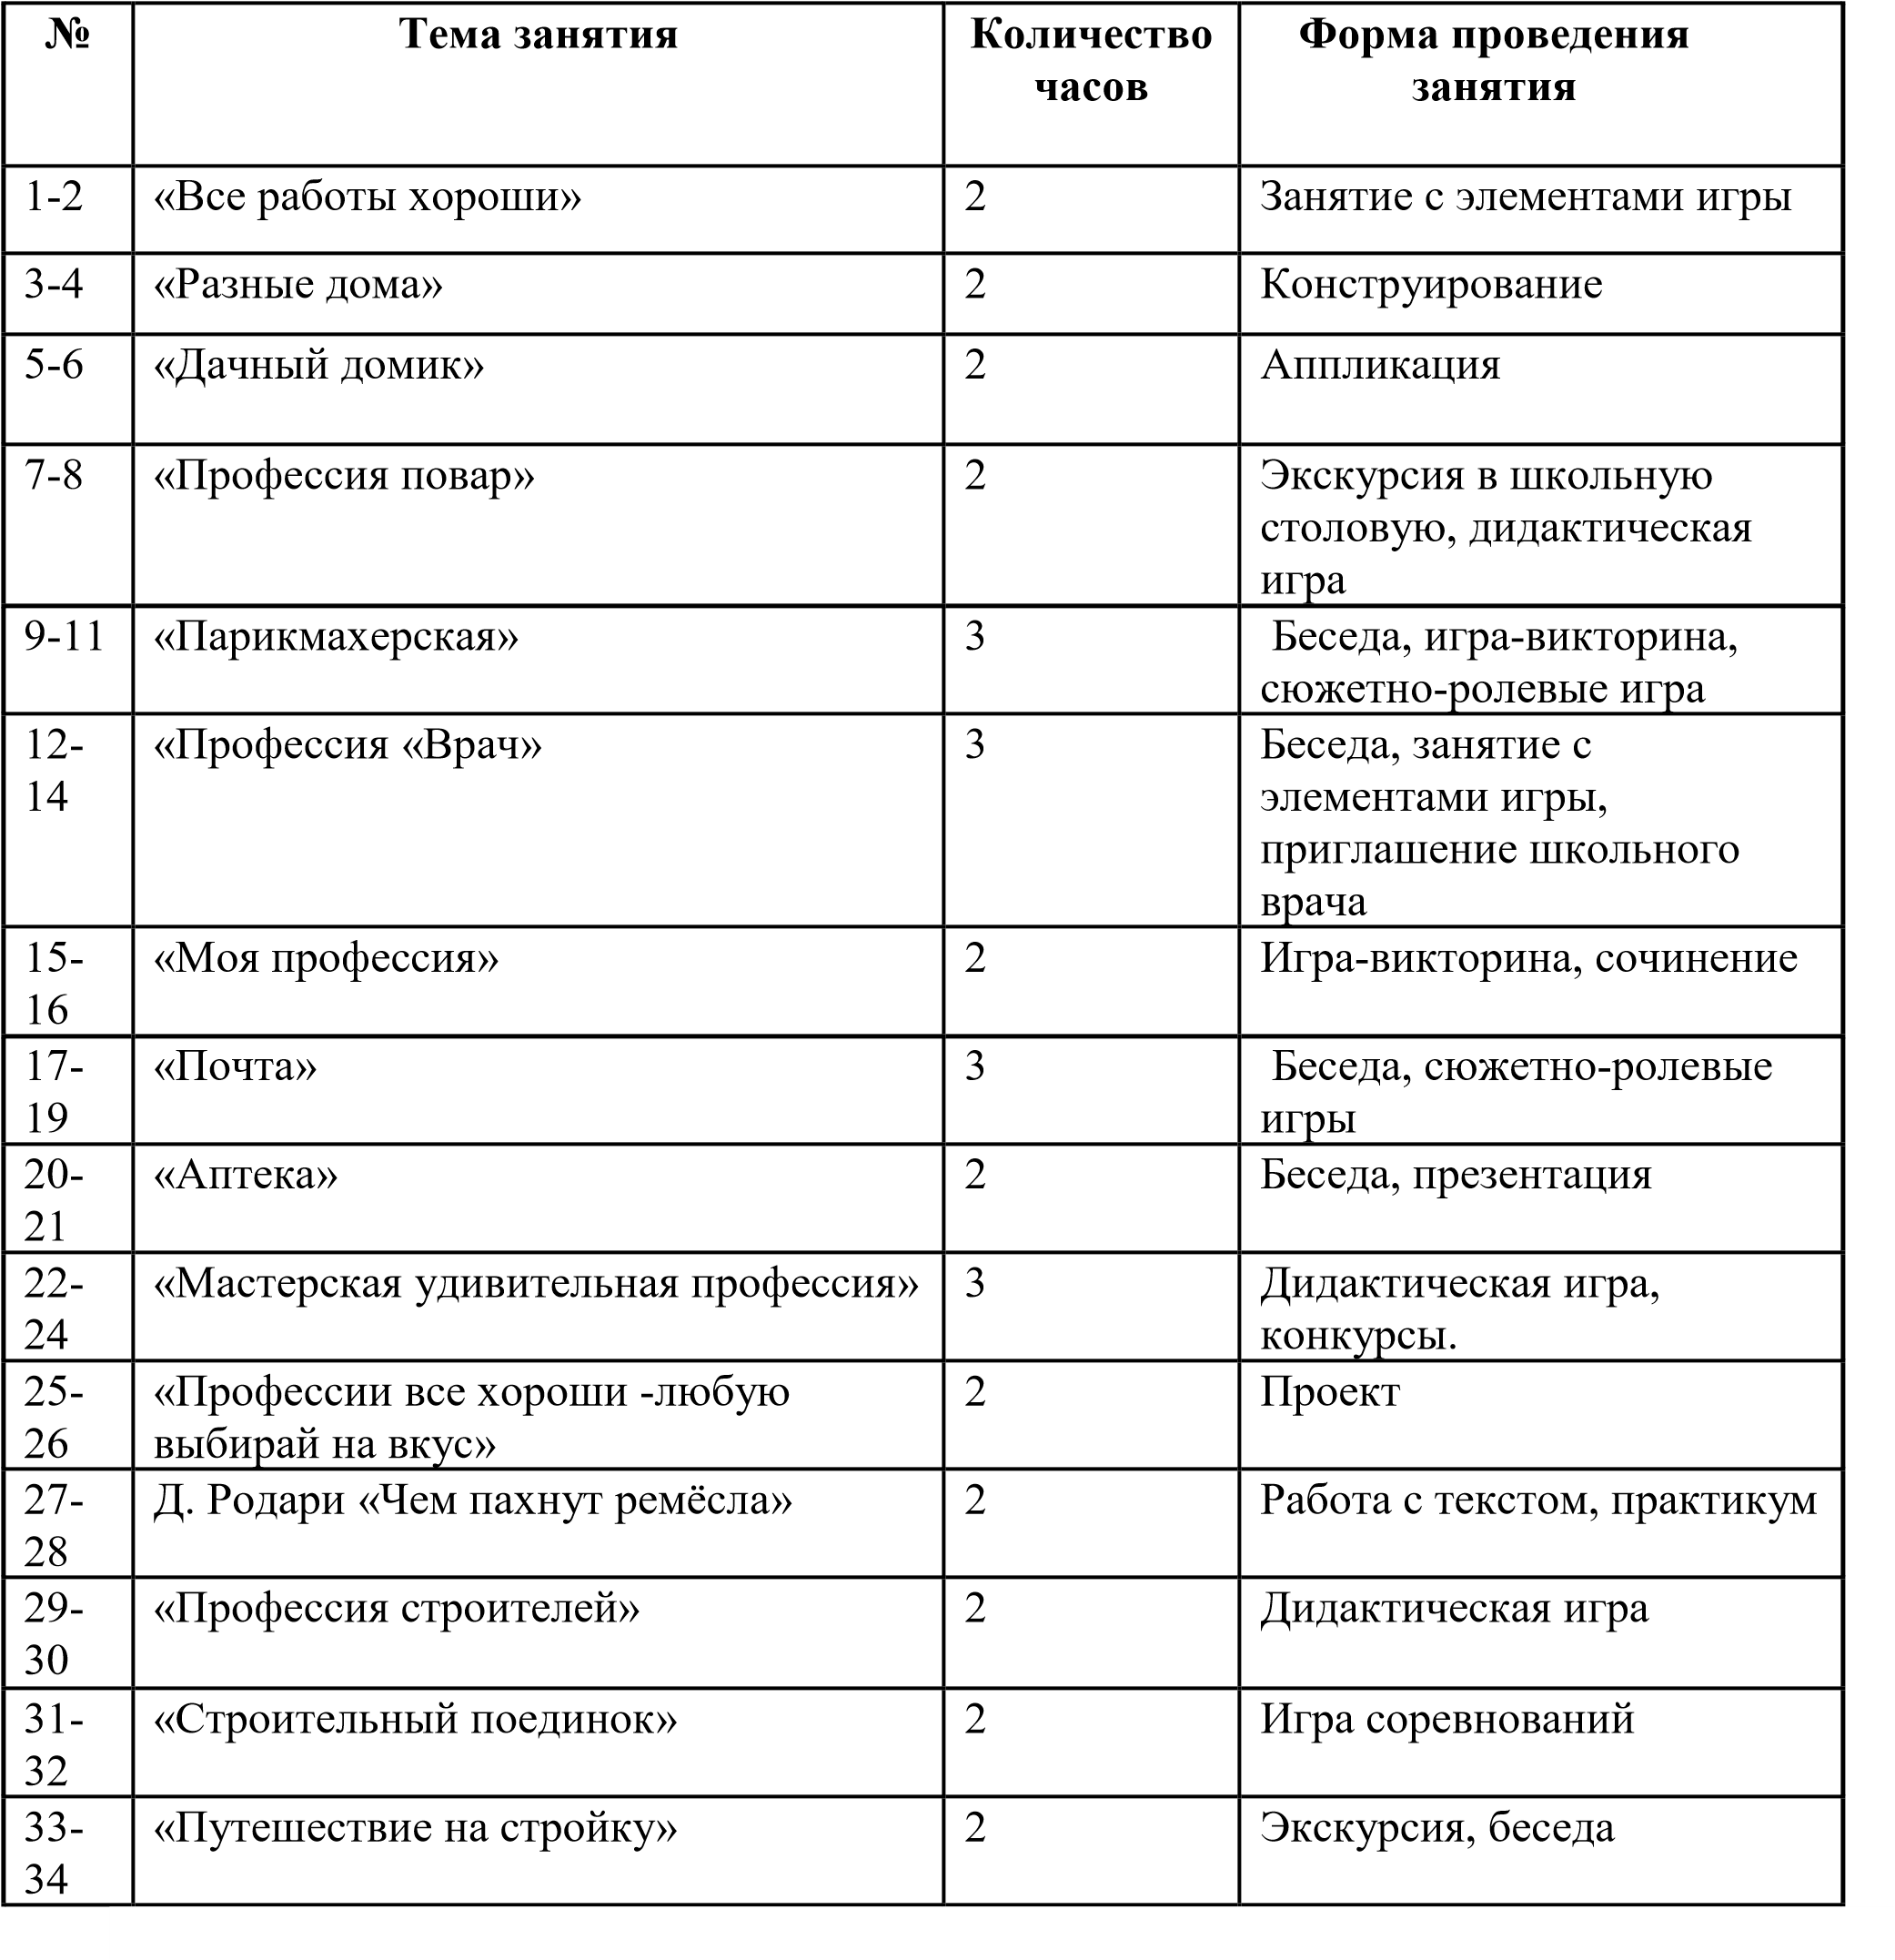 № Тема занятия Количество Форма проведения
часов занятия
1-2 «Все работы хороши» 2 Занятие с элементами игры
3-4 «Разные дома» 2 Конструирование
5-6 «Дачный домик» 2 Аппликация
7-8 «Профессия повар» 2 Экскурсия в школьную
столовую, дидактическая
игра
9-11 «Парикмахерская» 3 Беседа, игра-викторина,
сюжетно-ролевые игра
12- «Профессия «Врач» 3 Беседа, занятие с
14 элементами игры,
приглашение школьного
врача
15- «Моя профессия» 2 Игра-викторина, сочинение
16
17- «Почта» 3 Беседа, сюжетно-ролевые
19 игры
20- «Аптека» 2 Беседа, презентация
21
22- «Мастерская удивительная профессия» 3 Дидактическая игра,
24 конкурсы.
25- «Профессии все хороши -любую 2 Проект
26 выбирай на вкус»
27- Д. Родари «Чем пахнут ремёсла» 2 Работа с текстом, практикум
28
29- «Профессия строителей» 2 Дидактическая игра
30
31- «Строительный поединок» 2 Игра соревнований
32
33- «Путешествие на стройку» 2 Экскурсия, беседа
34